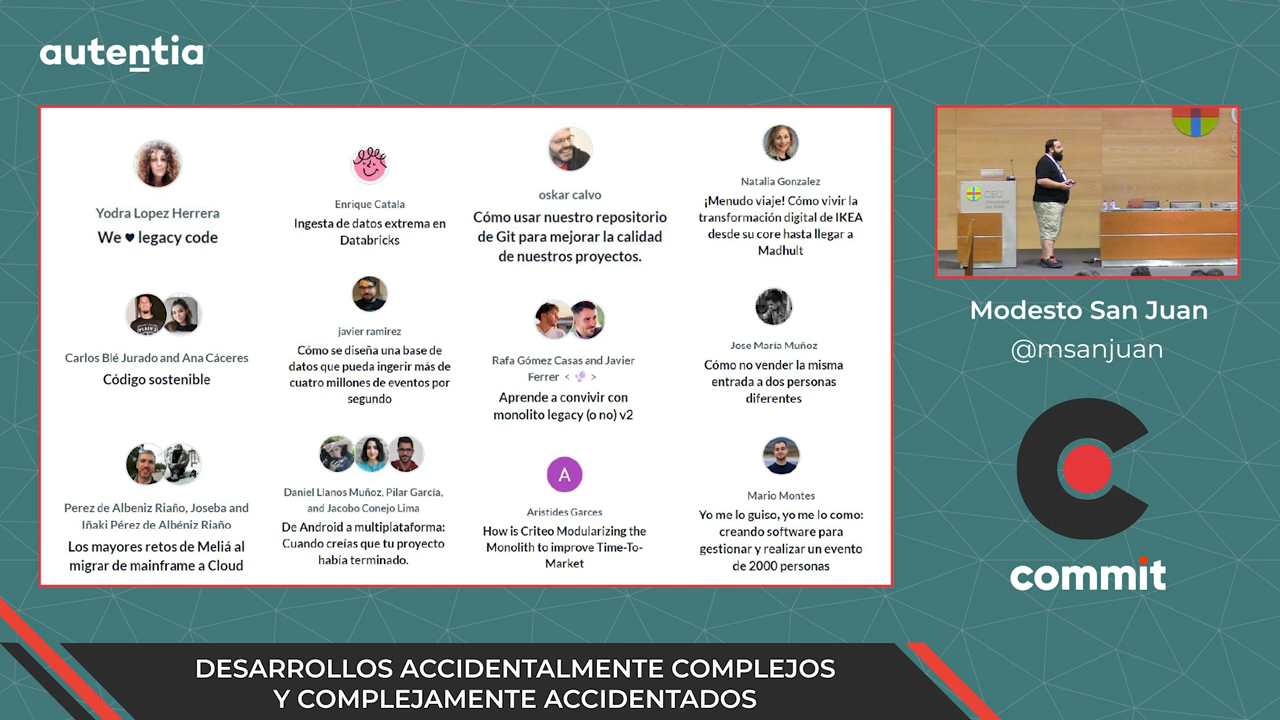 autentia
Yodra Lopez Herrera
We ♥ legacy code
Enrique Catala
Ingesta de datos extrema en
Databricks
oskar calvo
Cómo usar nuestro repositorio
de Git para mejorar la calidad
de nuestros proyectos.
Natalia Gonzalez
¡Menudo viaje! Cómo vivir la
transformación digital de IKEA
desde su core hasta llegar a
Madhult
Carlos Blé Jurado and Ana Cáceres
Código sostenible
javier ramirez
Cómo se diseña una base de
datos que pueda ingerir más de
cuatro millones de eventos por
segundo
Rafa Gómez Casas and Javier
Ferrer < >
Aprende a convivir con
monolito legacy (o no) v2
Jose María Muñoz
Cómo no vender la misma
entrada a dos personas
diferentes
Perez de Albeniz Riaño, Joseba and
Iñaki Pérez de Albéniz Riaño
Los mayores retos de Meliá al
migrar de mainframe a Cloud
Daniel Llanos Muñoz, Pilar García,
and Jacobo Conejo Lima
De Android a multiplataforma:
Cuando creías que tu proyecto
había terminado.
A
Aristides Garces
How is Criteo Modularizing the
Monolith to improve Time-To-
Market
Mario Montes
Yo me lo guiso, yo me lo como:
creando software para
gestionar y realizar un evento
de 2000 personas
CEU
Modesto San Juan
@msanjuan
commit
DESARROLLOS ACCIDENTALMENTE COMPLEJOS
Y COMPLEJAMENTE ACCIDENTADOS